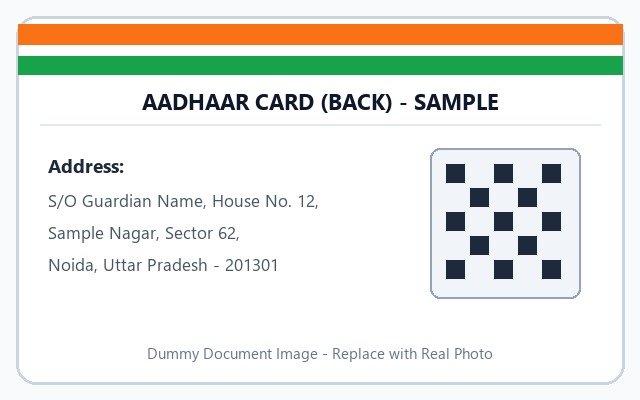 AADHAAR CARD (BACK) - SAMPLE
Address:
S/O Guardian Name, House No. 12,
Sample Nagar, Sector 62,
Noida, Uttar Pradesh - 201301
Dummy Document Image - Replace with Real Photo